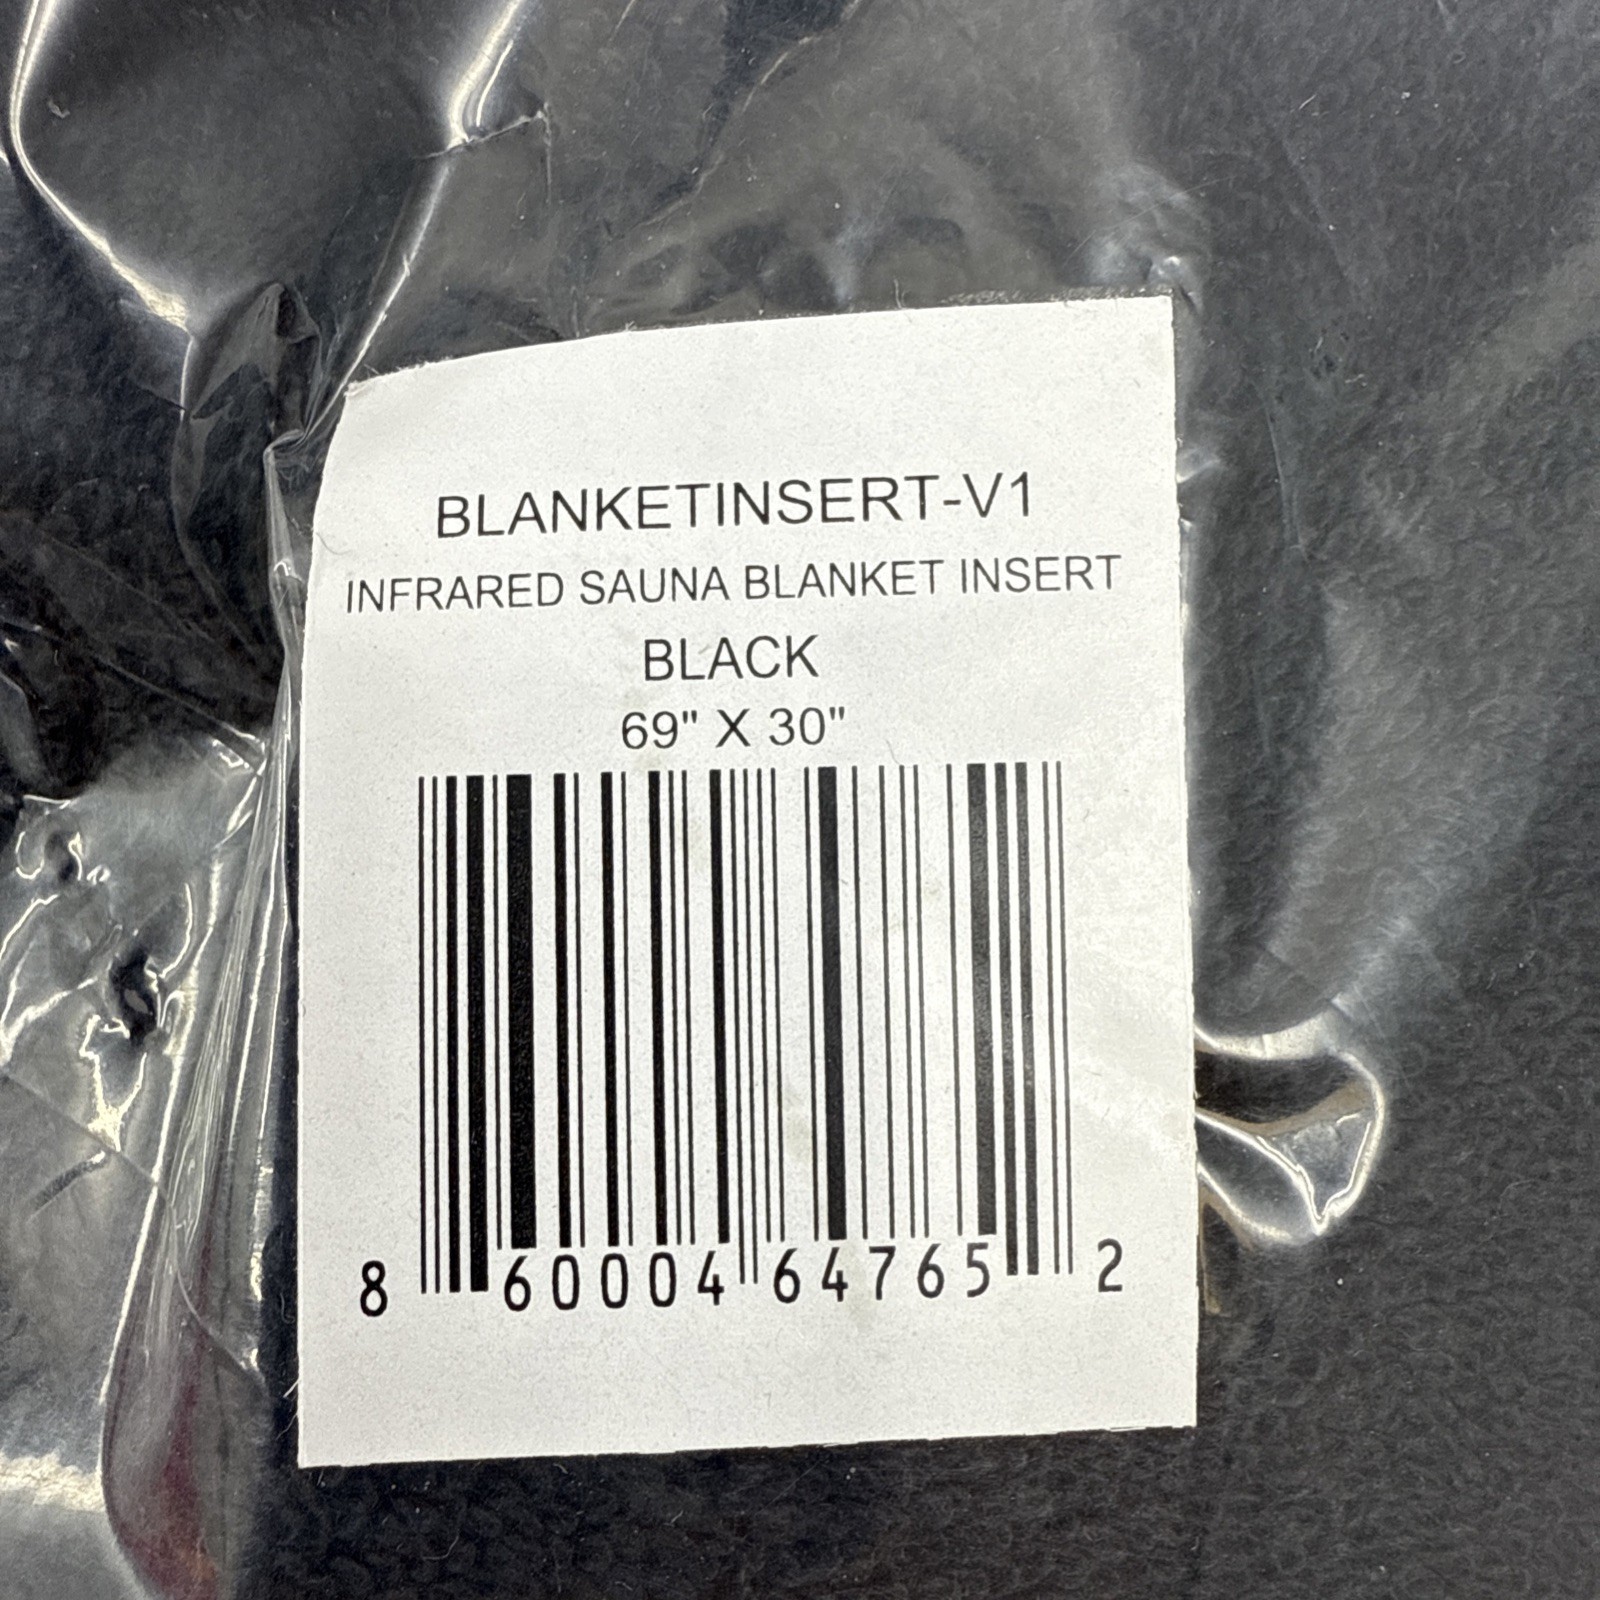 BLANKETINSERT-V1
INFRARED SAUNA BLANKET INSERT
BLACK
69" X 30"
8 60004 64765 2